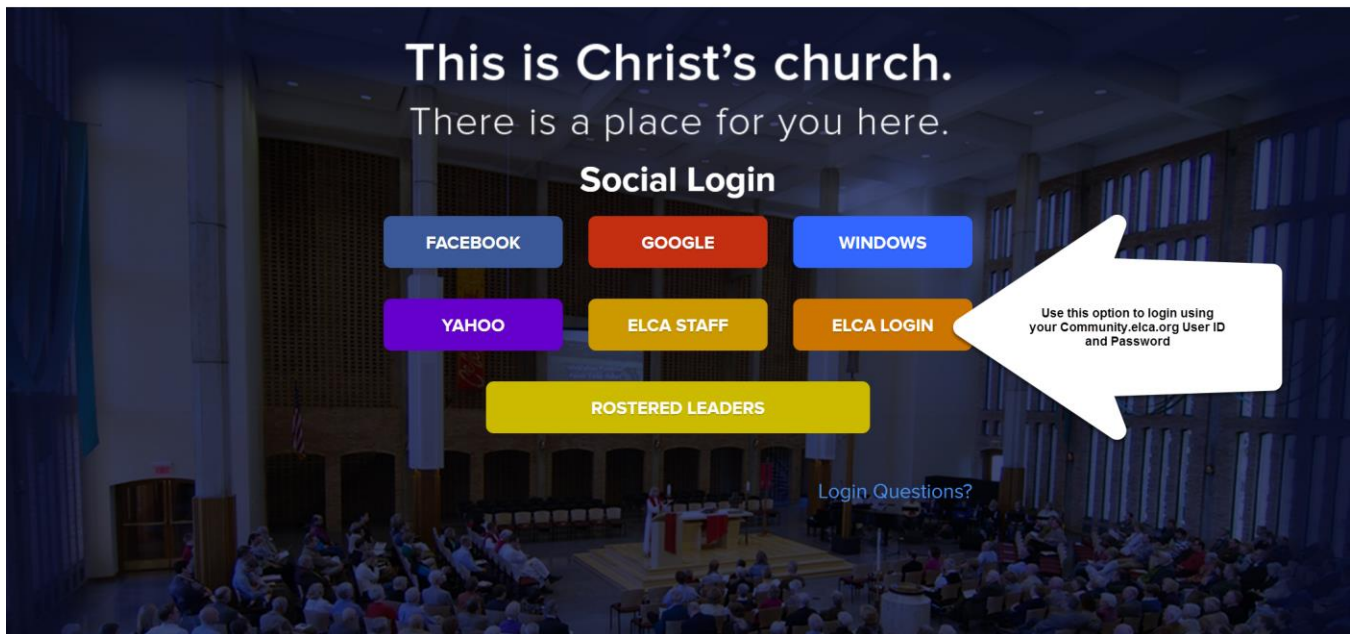 This is Christ's church.
There is a place for you here.
Social Login
FACEBOOK
GOOGLE
WINDOWS
YAHOO
ELCA STAFF
ELCA LOGIN
Use this option to login using
your Community.elca.org User ID
and Password
ROSTERED LEADERS
Login Questions?